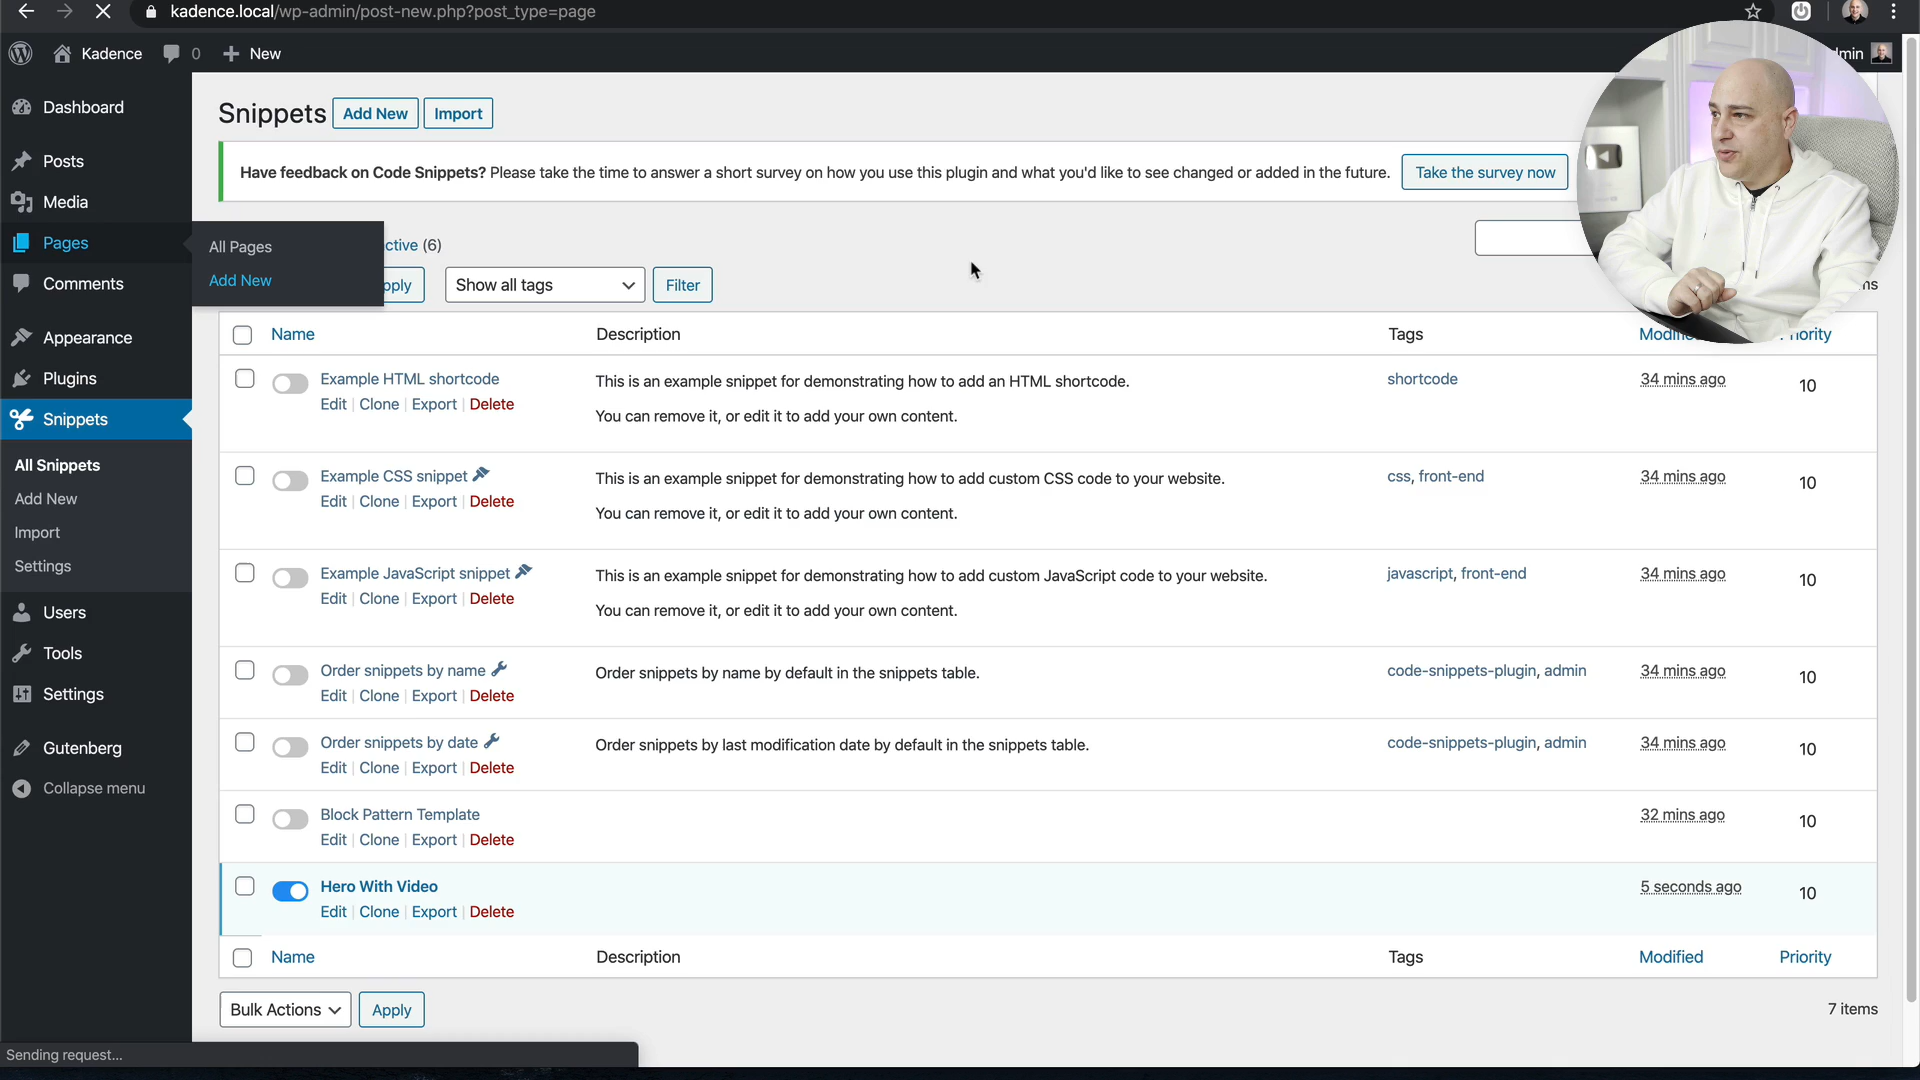 kadence.local/wp-admin/post-new.php?post_type=page
Kadence 0 New
Dashboard
Posts
Media
Pages
Comments
Appearance
Plugins
Snippets
All Snippets
Add New
Import
Settings
Users
Tools
Settings
Gutenberg
Collapse menu
All Pages
Add New
Snippets Add New Import
Have feedback on Code Snippets? Please take the time to answer a short survey on how you use this plugin and what you'd like to see changed or added in the future. Take the survey now
ctive (6)
pply Show all tags Filter
Name Description Tags Modifie iority
Example HTML shortcode This is an example snippet for demonstrating how to add an HTML shortcode. shortcode 34 mins ago 10
Edit | Clone | Export | Delete You can remove it, or edit it to add your own content.
Example CSS snippet This is an example snippet for demonstrating how to add custom CSS code to your website. css, front-end 34 mins ago 10
Edit | Clone | Export | Delete You can remove it, or edit it to add your own content.
Example JavaScript snippet This is an example snippet for demonstrating how to add custom JavaScript code to your website. javascript, front-end 34 mins ago 10
Edit | Clone | Export | Delete You can remove it, or edit it to add your own content.
Order snippets by name Order snippets by name by default in the snippets table. code-snippets-plugin, admin 34 mins ago 10
Edit | Clone | Export | Delete
Order snippets by date Order snippets by last modification date by default in the snippets table. code-snippets-plugin, admin 34 mins ago 10
Edit | Clone | Export | Delete
Block Pattern Template 32 mins ago 10
Edit | Clone | Export | Delete
Hero With Video 5 seconds ago 10
Edit | Clone | Export | Delete
Name Description Tags Modified Priority
Bulk Actions Apply 7 items
Sending request...